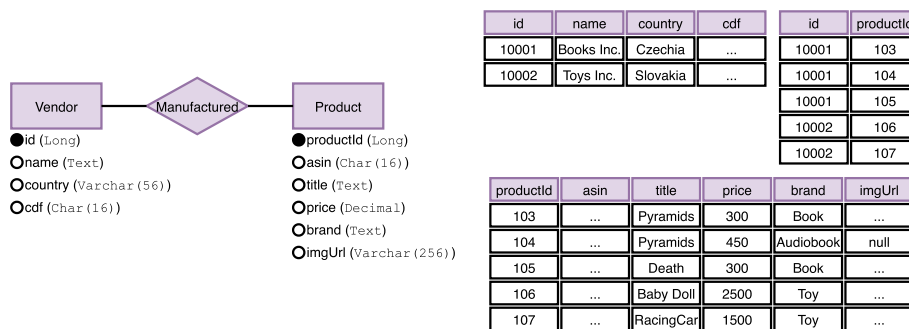 Vendor
Manufactured
Product
id (Long)
name (Text)
country (Varchar(56))
cdf (Char(16))
productId (Long)
asin (Char(16))
title (Text)
price (Decimal)
brand (Text)
imgUrl (Varchar(256))
id name country cdf
10001 Books Inc. Czechia ...
10002 Toys Inc. Slovakia ...
id productId
10001 103
10001 104
10001 105
10002 106
10002 107
productId asin title price brand imgUrl
103 ... Pyramids 300 Book ...
104 ... Pyramids 450 Audiobook null
105 ... Death 300 Book ...
106 ... Baby Doll 2500 Toy ...
107 ... RacingCar 1500 Toy ...